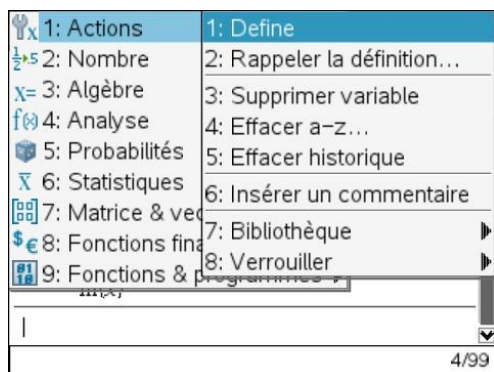 1: Actions
2: Nombre
x= 3: Algèbre
f(x) 4: Analyse
5: Probabilités
x̄ 6: Statistiques
7: Matrice & vec
$€ 8: Fonctions fina
9: Fonctions & programmes
1: Define
2: Rappeler la définition...
3: Supprimer variable
4: Effacer a-z...
5: Effacer historique
6: Insérer un commentaire
7: Bibliothèque
8: Verrouiller
4/99